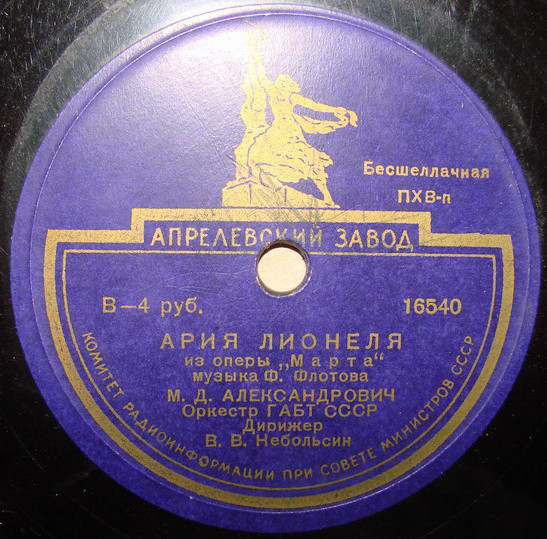 Бесшеллачная
ПХВ-п
АПРЕЛЕВСКИЙ ЗАВОД
В—4 руб. 16540
АРИЯ ЛИОНЕЛЯ
из оперы „Марта“
музыка Ф. Флотова
М. Д. АЛЕКСАНДРОВИЧ
Оркестр ГАБТ СССР
Дирижер
В. В. Небольсин
КОМИТЕТ РАДИОИНФОРМАЦИИ ПРИ СОВЕТЕ МИНИСТРОВ СССР